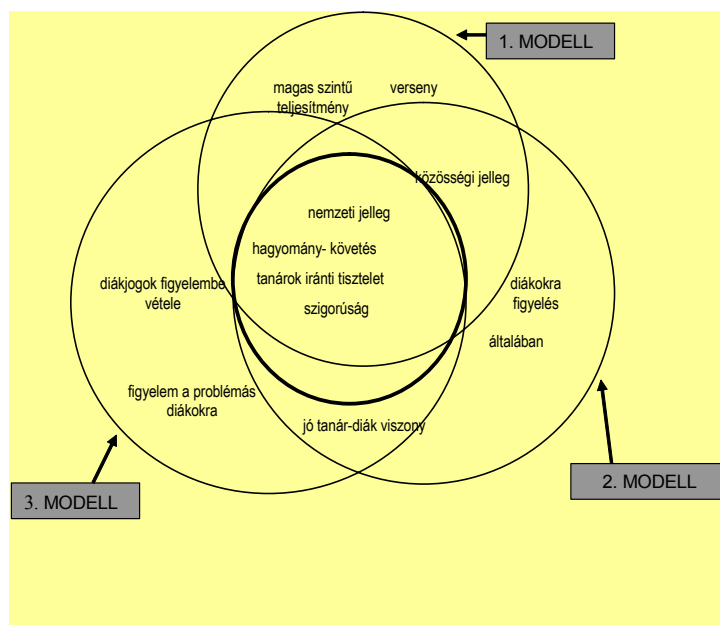 1. MODELL
magas szintű
teljesítmény
verseny
közösségi jelleg
nemzeti jelleg
hagyomány- követés
tanárok iránti tisztelet
szigorúság
diákjogok figyelembe
vétele
diákokra
figyelés
általában
figyelem a problémás
diákokra
jó tanár-diák viszony
3. MODELL
2. MODELL